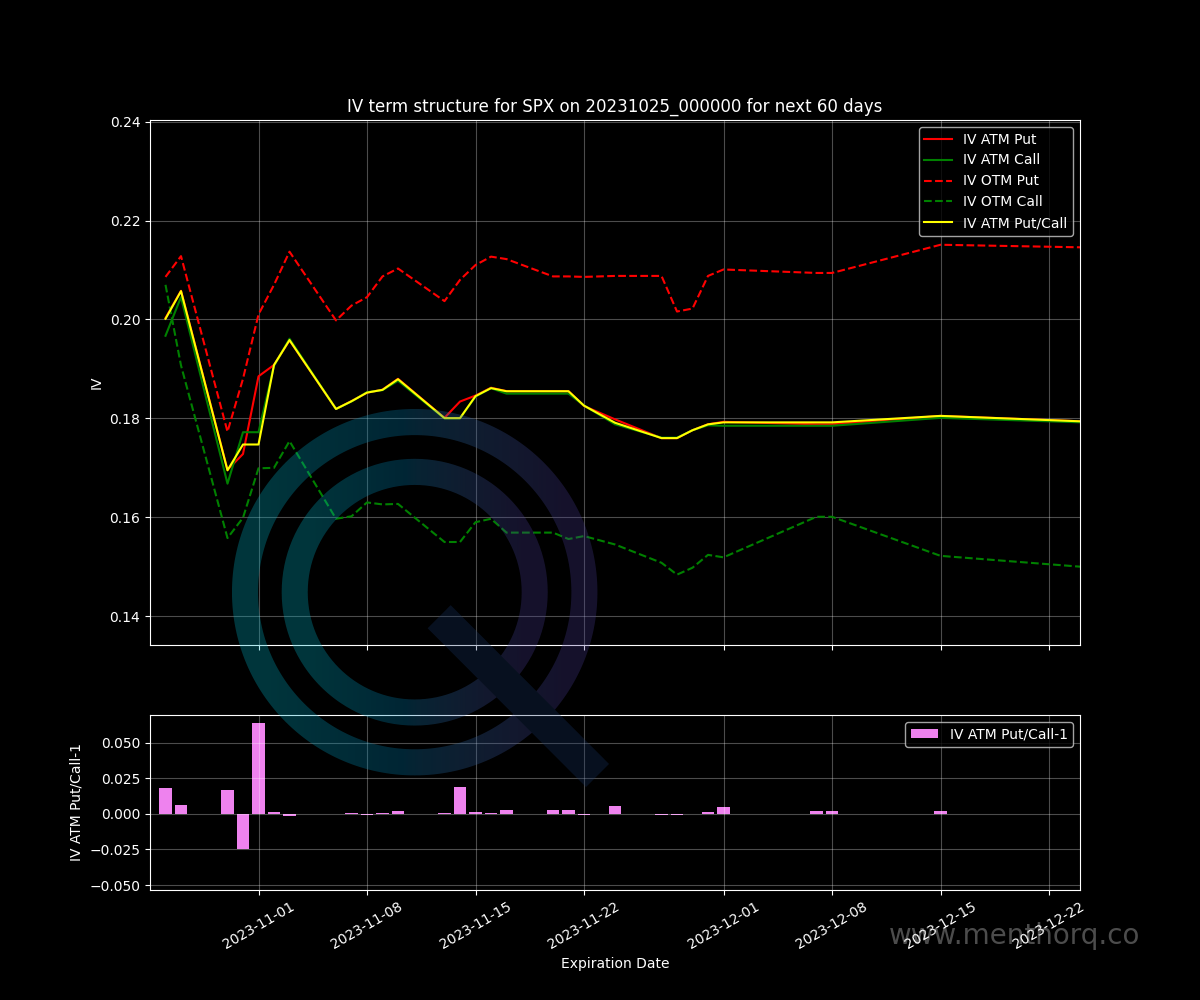 IV term structure for SPX on 20231025_000000 for next 60 days
0.24
0.22
0.20
0.18
0.16
0.14
IV
IV ATM Put
IV ATM Call
IV OTM Put
IV OTM Call
IV ATM Put/Call
0.050
0.025
0.000
−0.025
−0.050
IV ATM Put/Call-1
IV ATM Put/Call-1
2023-11-01
2023-11-08
2023-11-15
2023-11-22
2023-12-01
2023-12-08
2023-12-15
2023-12-22
Expiration Date
www.menthorq.co